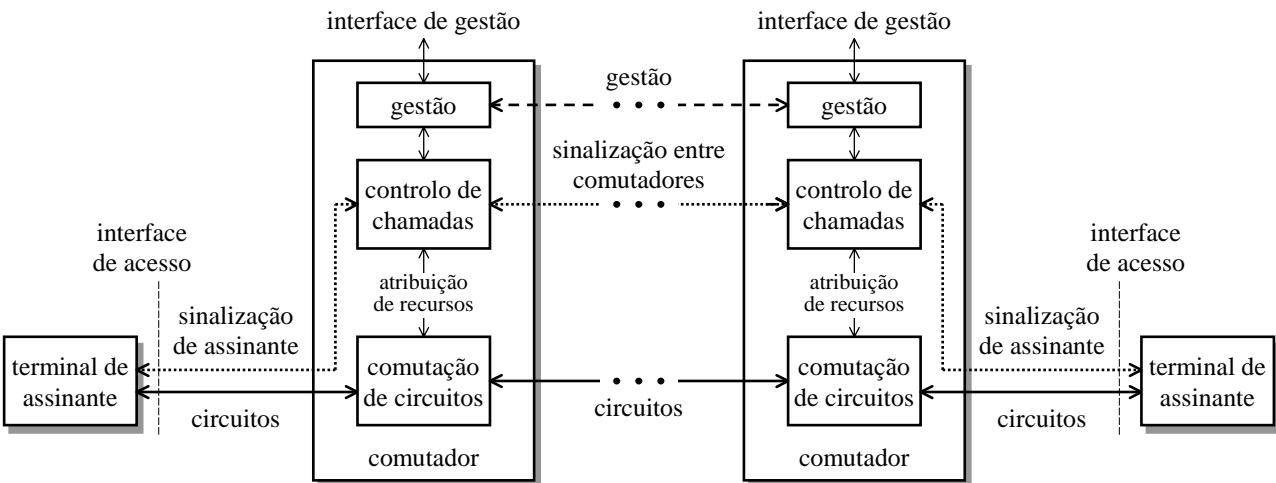 interface de gestão
interface de gestão
gestão
gestão
gestão
sinalização entre
comutadores
controlo de
chamadas
controlo de
chamadas
interface
de acesso
interface
de acesso
atribuição
de recursos
atribuição
de recursos
sinalização
de assinante
sinalização
de assinante
terminal de
assinante
comutação
de circuitos
comutação
de circuitos
terminal de
assinante
circuitos
circuitos
circuitos
comutador
comutador